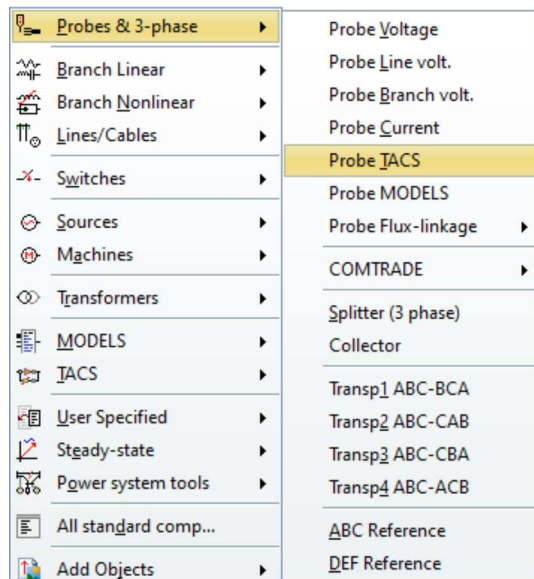 Probes & 3-phase
Branch Linear
Branch Nonlinear
Lines/Cables
Switches
Sources
Machines
Transformers
MODELS
TACS
User Specified
Steady-state
Power system tools
All standard comp...
Add Objects
Probe Voltage
Probe Line volt.
Probe Branch volt.
Probe Current
Probe TACS
Probe MODELS
Probe Flux-linkage
COMTRADE
Splitter (3 phase)
Collector
Transp1 ABC-BCA
Transp2 ABC-CAB
Transp3 ABC-CBA
Transp4 ABC-ACB
ABC Reference
DEF Reference